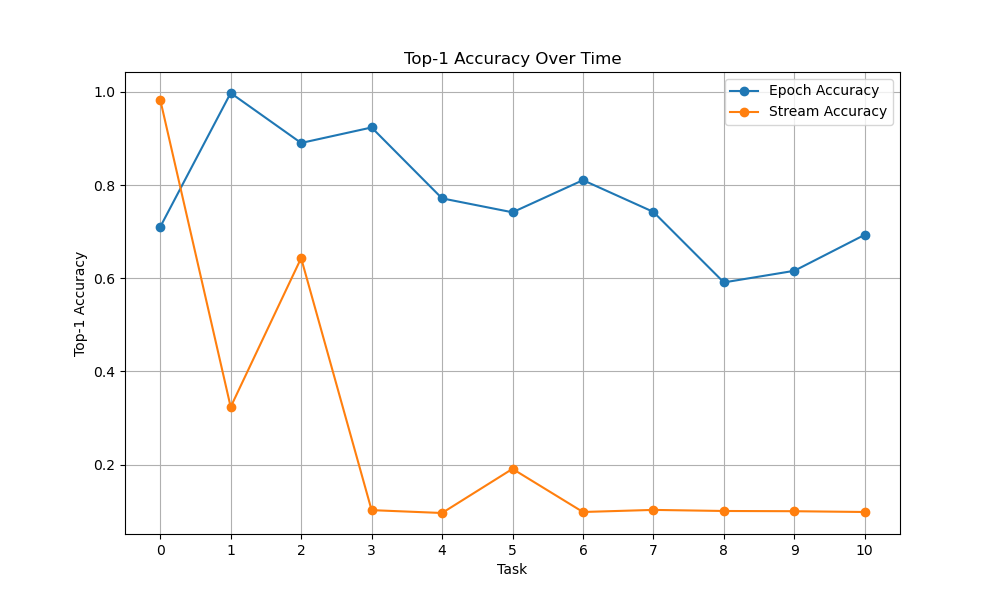 Top-1 Accuracy Over Time
Epoch Accuracy
Stream Accuracy
Top-1 Accuracy
1.0
0.8
0.6
0.4
0.2
0 1 2 3 4 5 6 7 8 9 10
Task